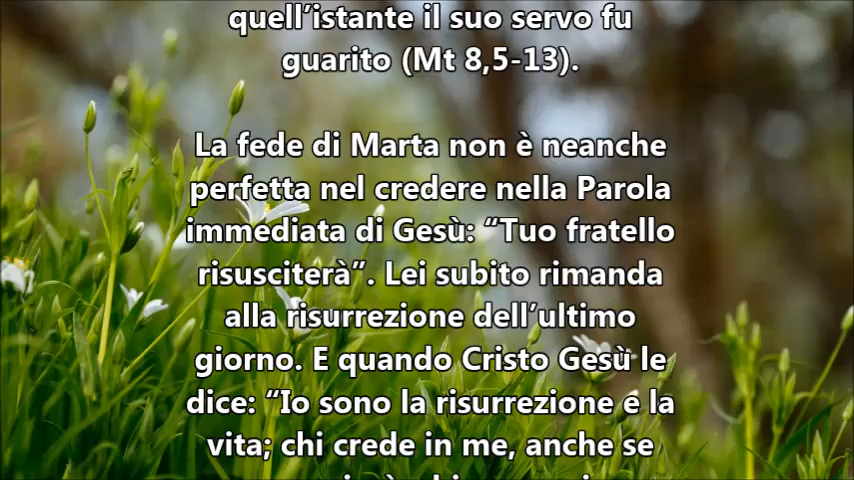 quell’istante il suo servo fu
guarito (Mt 8,5-13).
La fede di Marta non è neanche
perfetta nel credere nella Parola
immediata di Gesù: “Tuo fratello
risusciterà”. Lei subito rimanda
alla risurrezione dell’ultimo
giorno. E quando Cristo Gesù le
dice: “Io sono la risurrezione e la
vita; chi crede in me, anche se